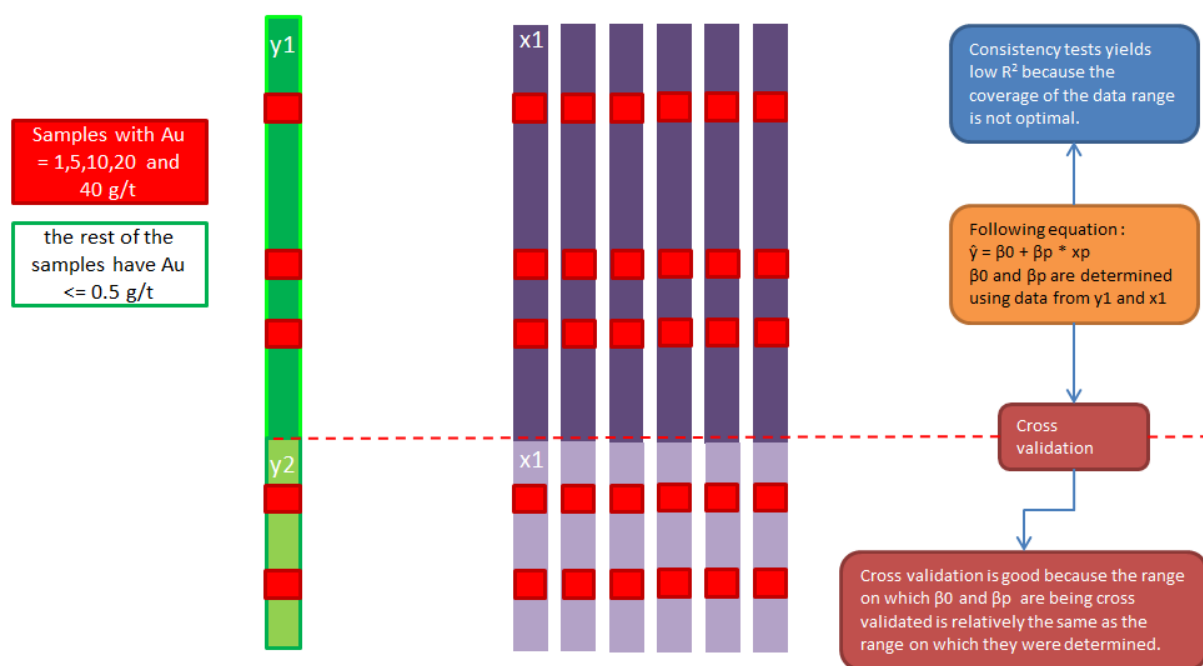 y1
x1
Samples with Au
= 1,5,10,20 and
40 g/t
the rest of the
samples have Au
<= 0.5 g/t
y2
x1
Consistency tests yields
low R² because the
coverage of the data range
is not optimal.
Following equation :
ŷ = β0 + βp * xp
β0 and βp are determined
using data from y1 and x1
Cross
validation
Cross validation is good because the range
on which β0 and βp are being cross
validated is relatively the same as the
range on which they were determined.